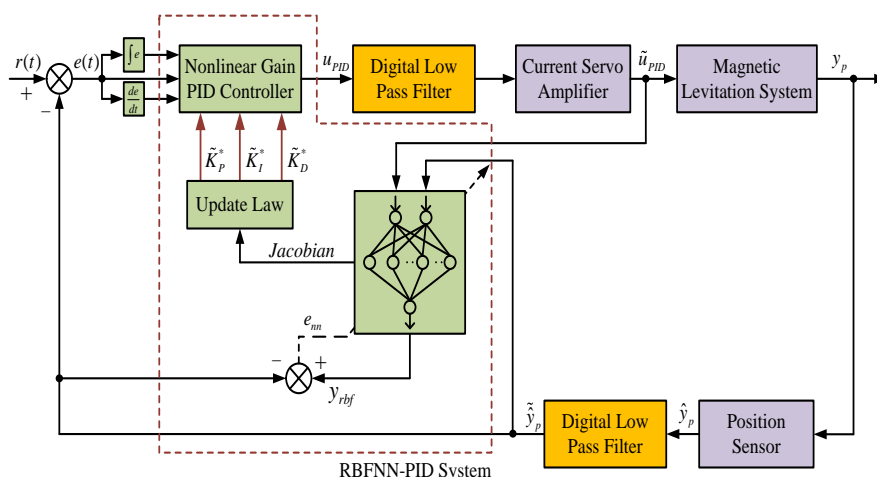 r(t)
e(t)
∫e
de/dt
+
−
Nonlinear Gain
PID Controller
u_PID
Digital Low
Pass Filter
Current Servo
Amplifier
ũ_PID
Magnetic
Levitation System
y_p
K̃*_P
K̃*_I
K̃*_D
Update Law
Jacobian
e_nn
−
+
y_rbf
ỹ̂_p
Digital Low
Pass Filter
ŷ_p
Position
Sensor
RBFNN-PID System